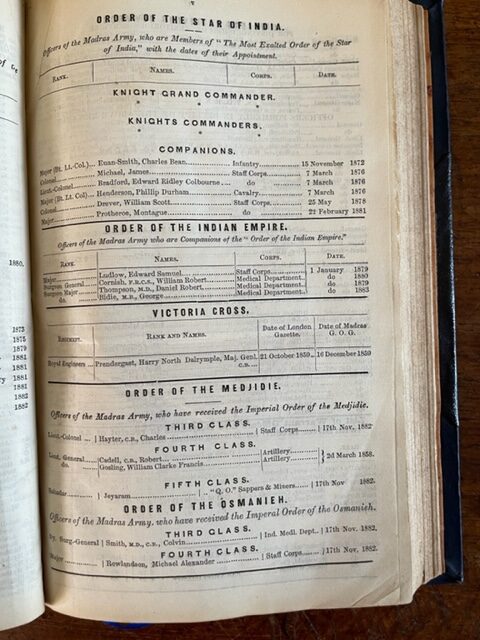 v
ORDER OF THE STAR OF INDIA.
Officers of the Madras Army, who are Members of "The Most Exalted Order of the Star
of India," with the dates of their Appointment.
RANK. NAMES. CORPS. DATE.
KNIGHT GRAND COMMANDER.
* * *
KNIGHTS COMMANDERS.
* * *
COMPANIONS.
Major (Bt. Lt.-Col.)... Euan-Smith, Charles Bean............ Infantry............ 15 November 1872
Colonel............ Michael, James............ Staff Corps...... 7 March 1876
Lieut.-Colonel... Bradford, Edward Ridley Colbourne ... do ... 7 March 1876
Major (Bt. Lt. Col) Henderson, Phillip Durham............ Cavalry............ 7 March 1876
Colonel............ Drever, William Scott............ Staff Corps...... 25 May 1878
Major............ Protheroe, Montague............ do ... 22 February 1881
ORDER OF THE INDIAN EMPIRE.
Officers of the Madras Army who are Companions of the "Order of the Indian Empire."
RANK. NAMES. CORPS. DATE.
Major............ Ludlow, Edward Samuel............ Staff Corps............ 1 January 1879
Surgeon General... Cornish, F.R.C.S., William Robert Medical Department.. do 1880
Surgeon Major Thompson, M.D., Daniel Robert... Medical Department.. do 1879
do. ... Bidie, M.B., George............ Medical Department.. do 1883
VICTORIA CROSS.
REGIMENT. RANK AND NAMES. Date of London Gazette. Date of Madras G. O. G.
Royal Engineers ... Prendergast, Harry North Dalrymple, Maj. Genl. 21 October 1859.. 16 December 1859
C.B. ...
ORDER OF THE MEDJIDIE.
Officers of the Madras Army, who have received the Imperial Order of the Medjidie.
THIRD CLASS.
Lieut.-Colonel ... Hayter, C.B., Charles ............ Staff Corps...... 17th Nov. 1882
FOURTH CLASS.
Lieut. General... Cadell, C.B., Robert............ Artillery............ 2d March 1858.
do. ... Gosling, William Clarke Francis ...... Artillery............
FIFTH CLASS.
Jeyaram............ "Q. O." Sappers & Miners...... 17th Nov 1882.
ORDER OF THE OSMANIEH.
Officers of the Madras Army, who have received the Imperial Order of the Osmanieh.
THIRD CLASS.
Dy. Surg.-General Smith, M.D., C.B., Colvin............ Ind. Medl. Dept.. 17th Nov. 1882.
FOURTH CLASS.
Major ............ Rowlandson, Michael Alexander ............ Staff Corps...... 17th Nov. 1882.
1880.
1873
1875
1879
1881
1881
1881
1882
1882